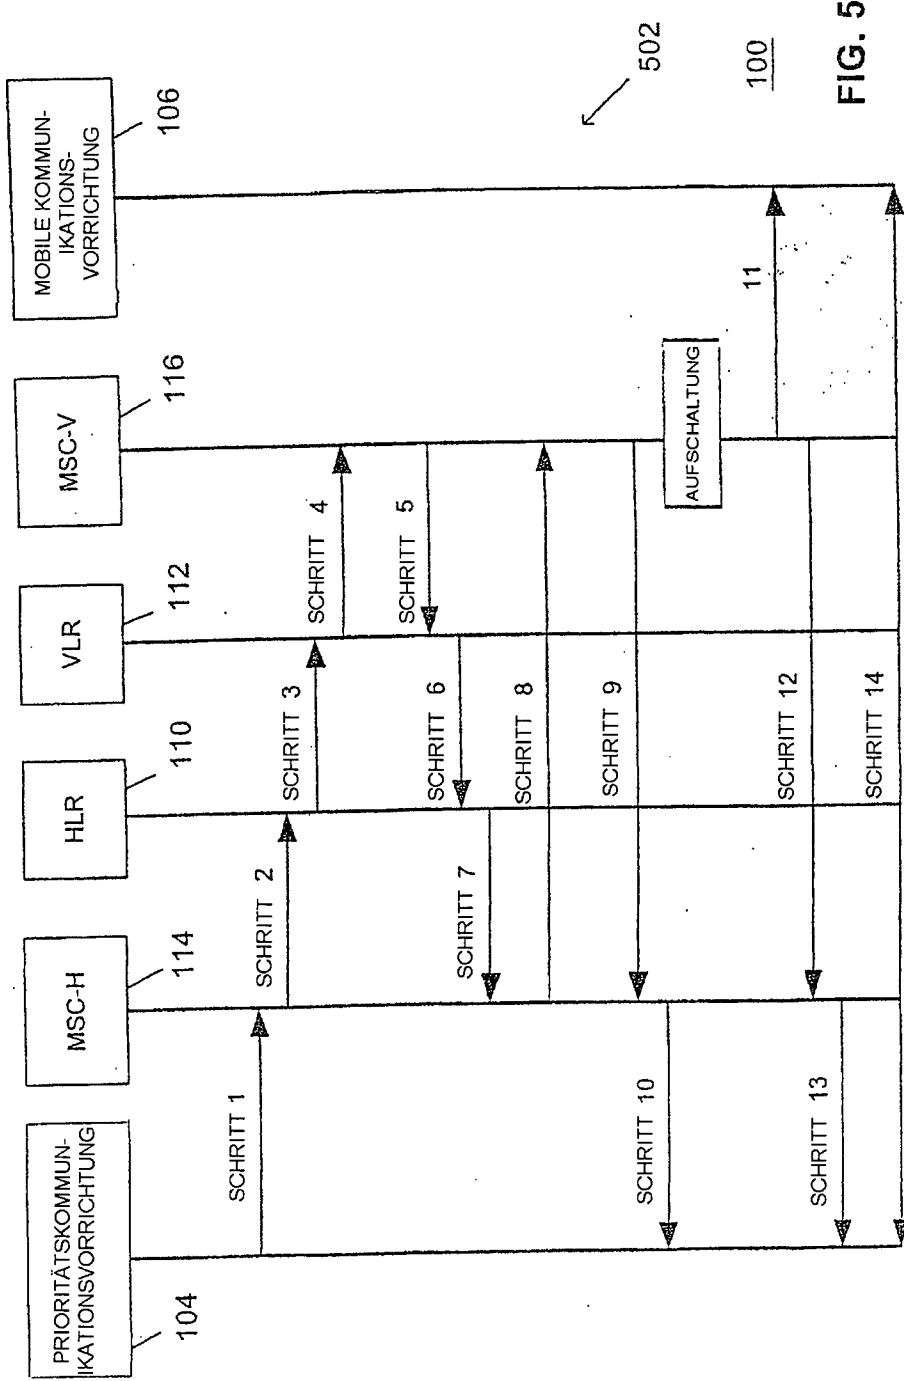 PRIORITÄTSKOMMUN-
IKATIONSVORRICHTUNG
104
MSC-H
114
HLR
110
VLR
112
MSC-V
116
MOBILE KOMMUN-
IKATIONS-
VORRICHTUNG
106
SCHRITT 1
SCHRITT 2
SCHRITT 3
SCHRITT 4
SCHRITT 5
SCHRITT 6
SCHRITT 7
SCHRITT 8
SCHRITT 9
SCHRITT 10
AUFSCHALTUNG
11
SCHRITT 12
SCHRITT 13
SCHRITT 14
502
100
FIG. 5